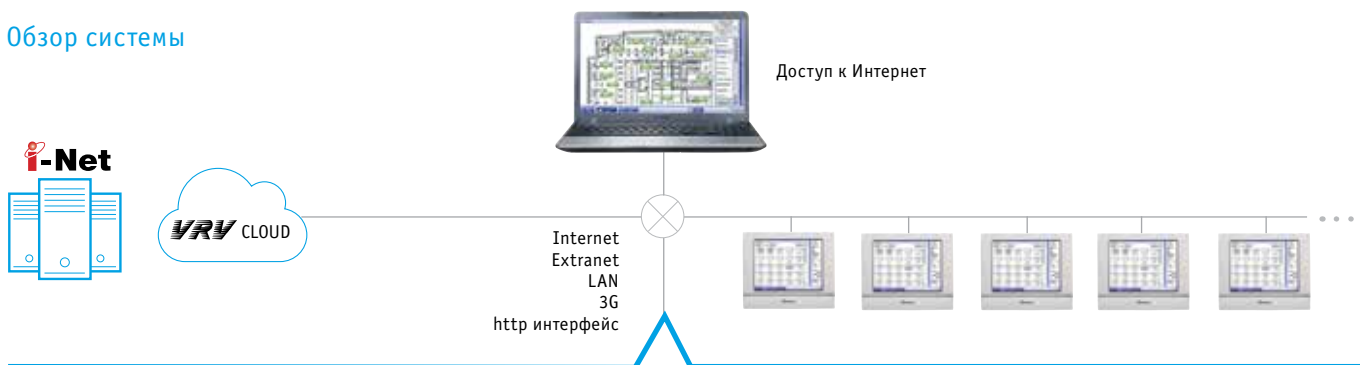 Обзор системы
Доступ к Интернет
i-Net
VRV CLOUD
Internet
Extranet
LAN
3G
http интерфейс